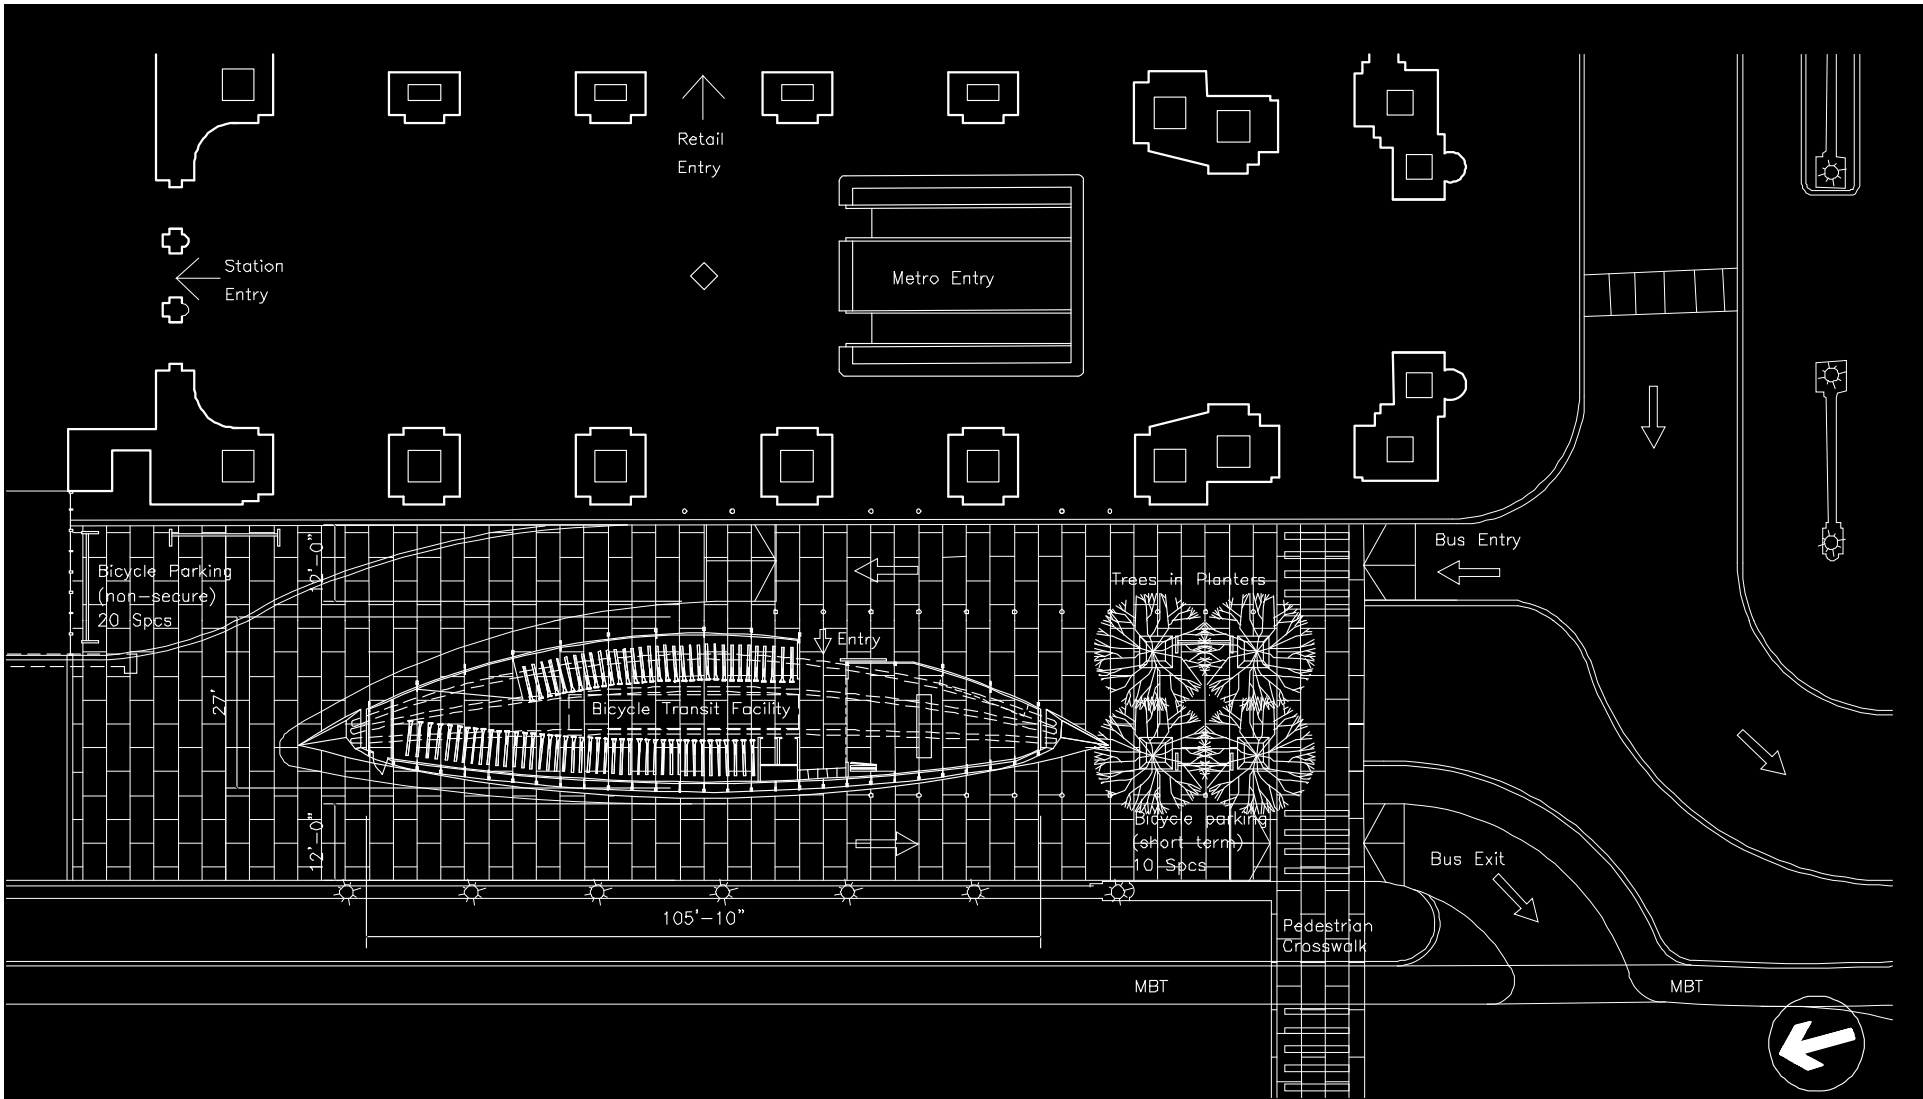 Retail
Entry
Station
Entry
Metro Entry
Bus Entry
12'-0"
Bicycle Parking
(non-secure)
20 Spcs
Trees in Planters
Entry
27'
Bicycle Transit Facility
12'-0"
Bicycle parking
(short term)
10 Spcs
Bus Exit
105'-10"
Pedestrian
Crosswalk
MBT
MBT